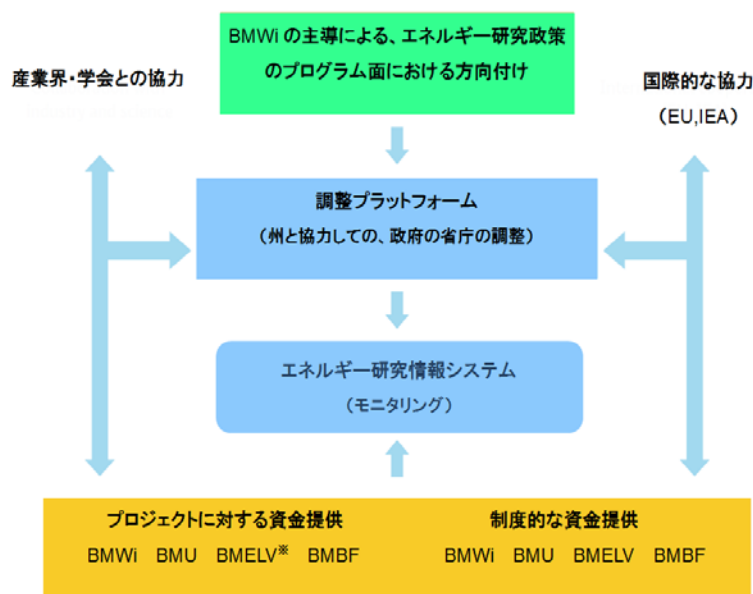 BMWi の主導による、エネルギー研究政策
のプログラム面における方向付け
産業界・学会との協力
国際的な協力
（EU,IEA）
調整プラットフォーム
（州と協力しての、政府の省庁の調整）
エネルギー研究情報システム
（モニタリング）
プロジェクトに対する資金提供
BMWi BMU BMELV※ BMBF
制度的な資金提供
BMWi BMU BMELV BMBF